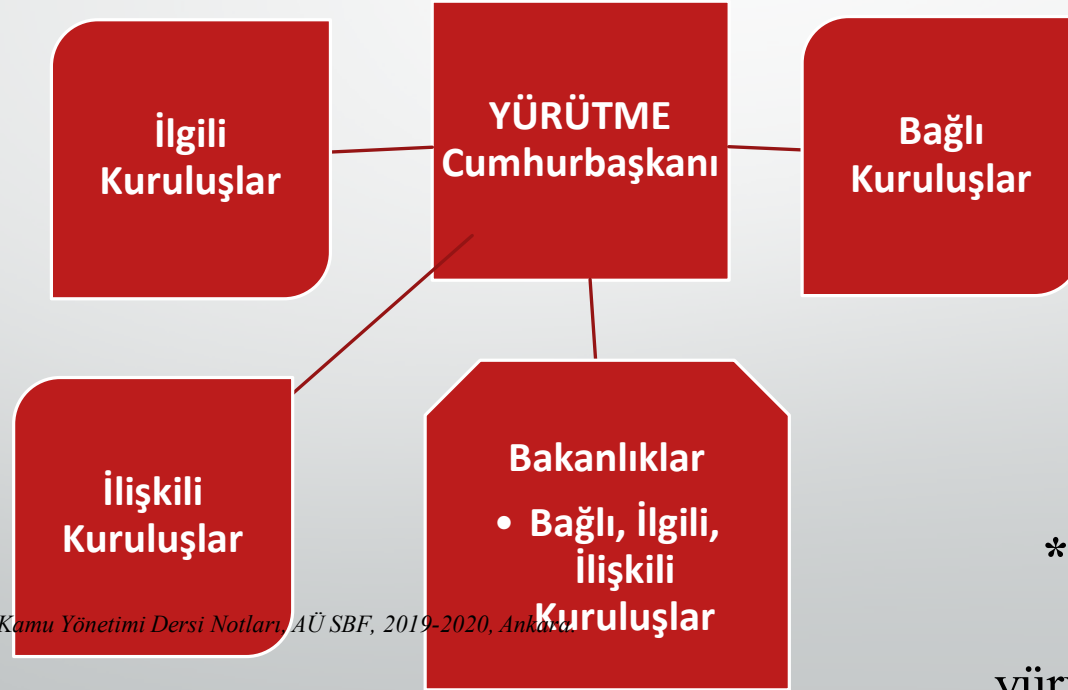 İlgili
Kuruluşlar
YÜRÜTME
Cumhurbaşkanı
Bağlı
Kuruluşlar
İlişkili
Kuruluşlar
Bakanlıklar
• Bağlı, İlgili,
İlişkili
Kuruluşlar
*
Kamu Yönetimi Dersi Notları, AÜ SBF, 2019-2020, Ankara.